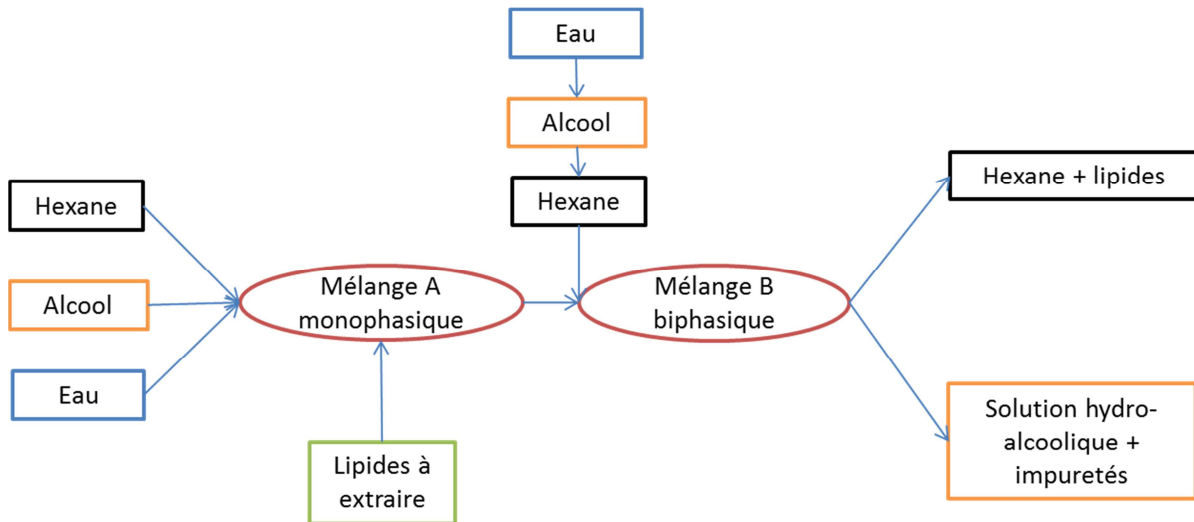 Eau
Alcool
Hexane
Hexane
Alcool
Eau
Mélange A
monophasique
Lipides à
extraire
Mélange B
biphasique
Hexane + lipides
Solution hydro-
alcoolique +
impuretés